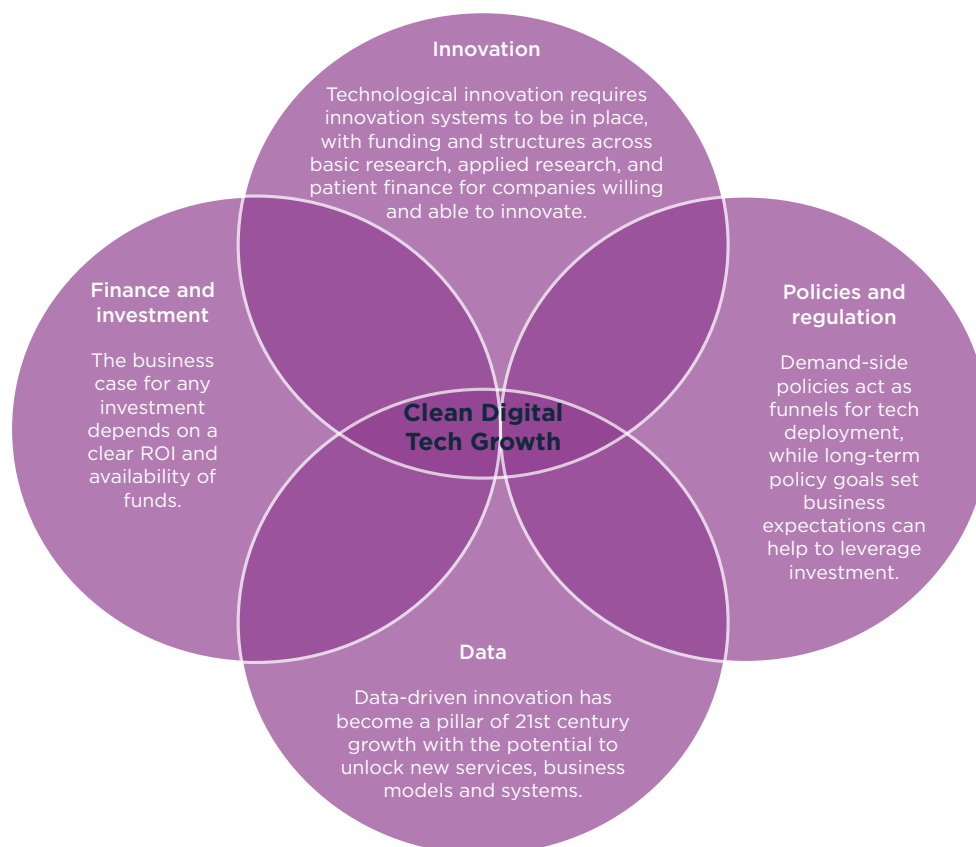 Innovation
Technological innovation requires
innovation systems to be in place,
with funding and structures across
basic research, applied research, and
patient finance for companies willing
and able to innovate.
Finance and
investment
The business
case for any
investment
depends on a
clear ROI and
availability of
funds.
Clean Digital
Tech Growth
Policies and
regulation
Demand-side
policies act as
funnels for tech
deployment,
while long-term
policy goals set
business
expectations can
help to leverage
investment.
Data
Data-driven innovation has
become a pillar of 21st century
growth with the potential to
unlock new services, business
models and systems.